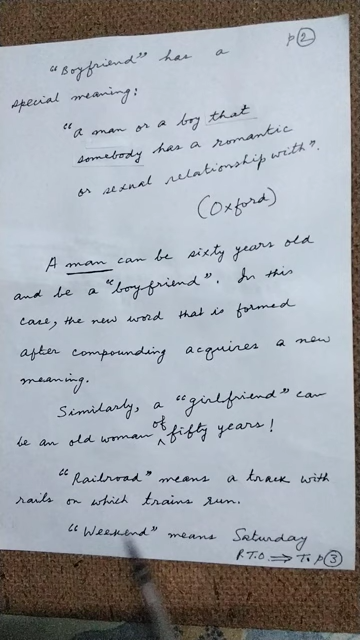 p②
"Boyfriend" has a
special meaning:
"a man or a boy that
somebody has a romantic
or sexual relationship with".
(Oxford)
A man can be sixty years old
and be a "boyfriend". In this
case, the new word that is formed
after compounding acquires a new
meaning.
Similarly, a "girlfriend" can
be an old woman of fifty years!
"Railroad" means a track with
rails on which trains run.
"Weekend" means Saturday
P.T.O. ⇒ To p③